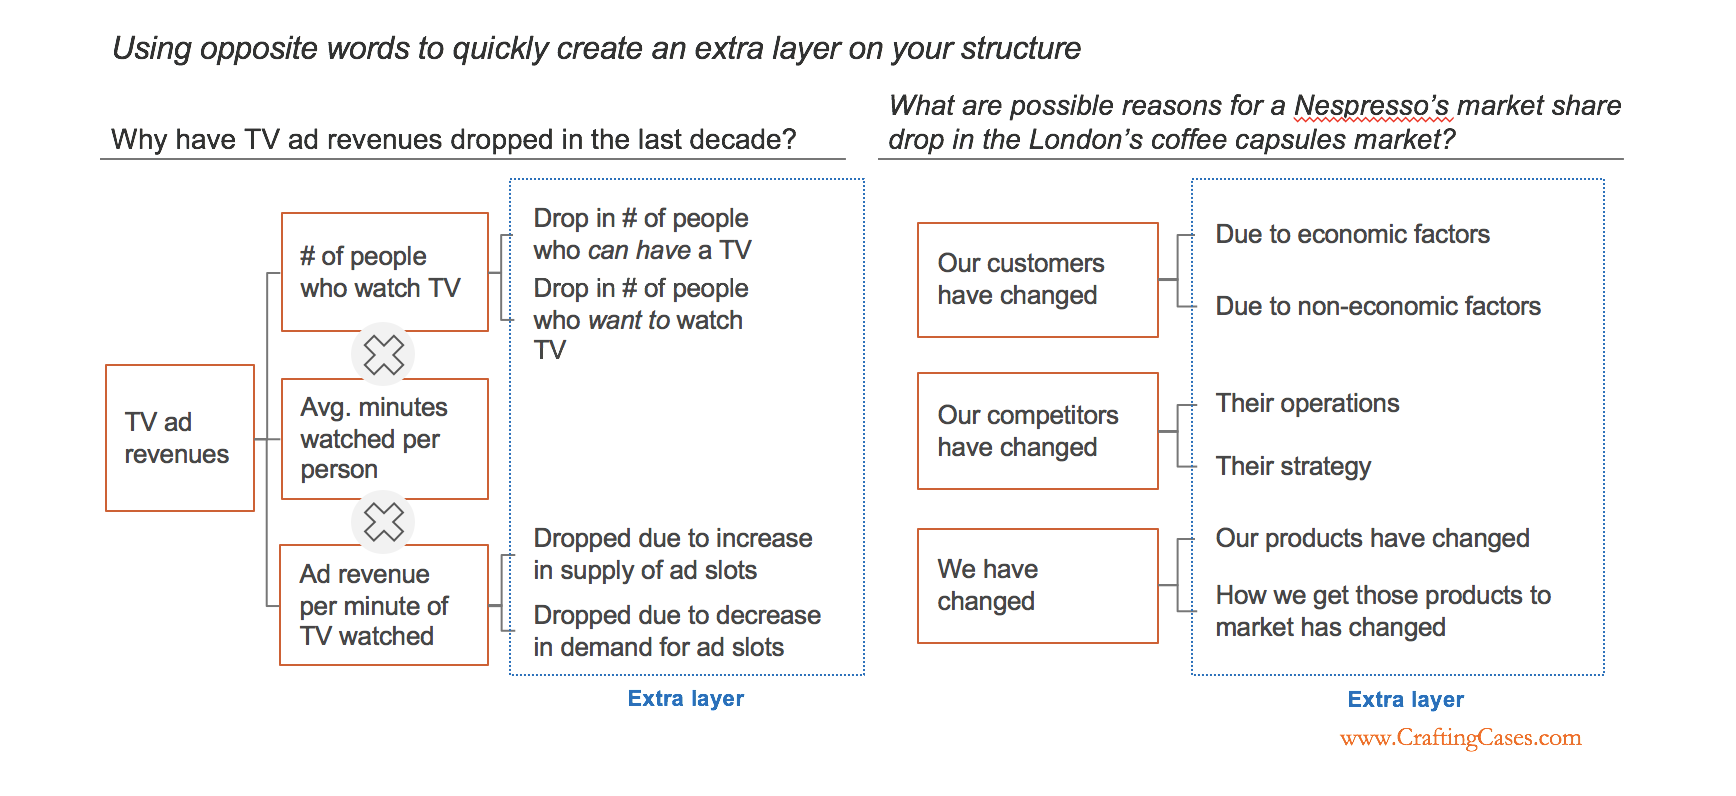 Using opposite words to quickly create an extra layer on your structure
Why have TV ad revenues dropped in the last decade?
TV ad
revenues
# of people
who watch TV
Avg. minutes
watched per
person
Ad revenue
per minute of
TV watched
Drop in # of people
who can have a TV
Drop in # of people
who want to watch
TV
Dropped due to increase
in supply of ad slots
Dropped due to decrease
in demand for ad slots
Extra layer
What are possible reasons for a Nespresso’s market share
drop in the London’s coffee capsules market?
Our customers
have changed
Due to economic factors
Due to non-economic factors
Our competitors
have changed
Their operations
Their strategy
We have
changed
Our products have changed
How we get those products to
market has changed
Extra layer
www.CraftingCases.com